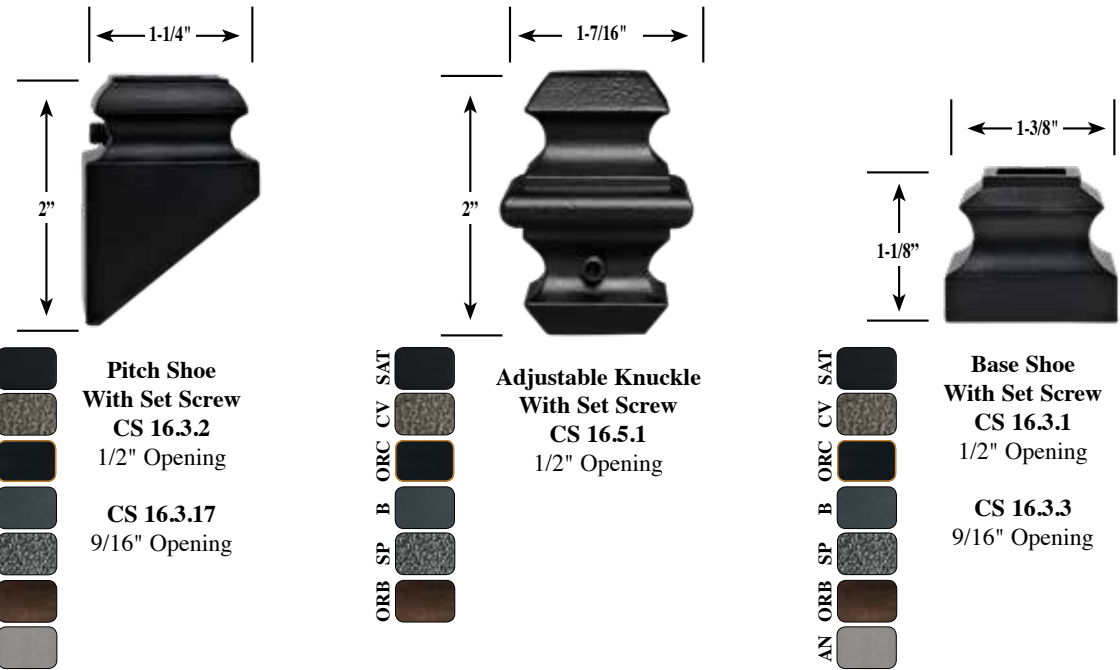 1-1/4"
2”
Pitch Shoe
With Set Screw
CS 16.3.2
1/2" Opening
CS 16.3.17
9/16" Opening
1-7/16"
2”
SAT
CV
ORC
B
SP
ORB
Adjustable Knuckle
With Set Screw
CS 16.5.1
1/2" Opening
1-3/8"
1-1/8”
SAT
CV
ORC
B
SP
ORB
AN
Base Shoe
With Set Screw
CS 16.3.1
1/2" Opening
CS 16.3.3
9/16" Opening